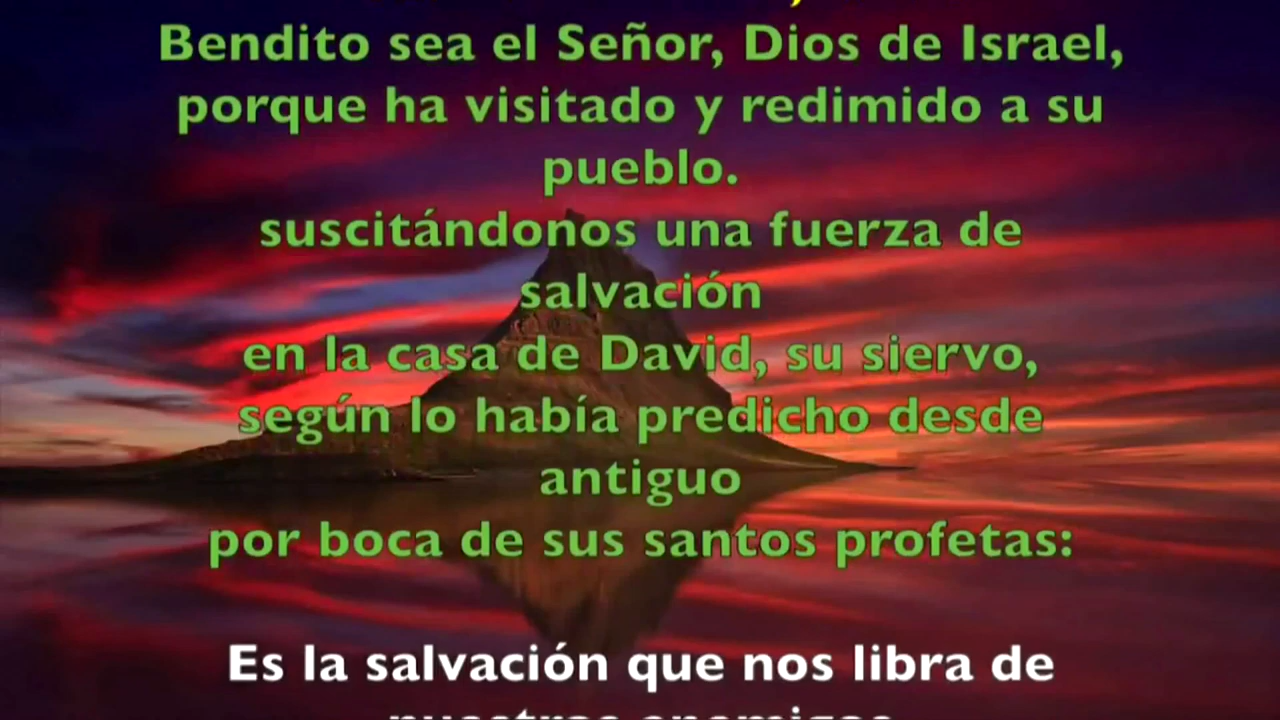 Bendito sea el Señor, Dios de Israel,
porque ha visitado y redimido a su
pueblo.
suscitándonos una fuerza de
salvación
en la casa de David, su siervo,
según lo había predicho desde
antiguo
por boca de sus santos profetas:
Es la salvación que nos libra de
nuestros enemigos